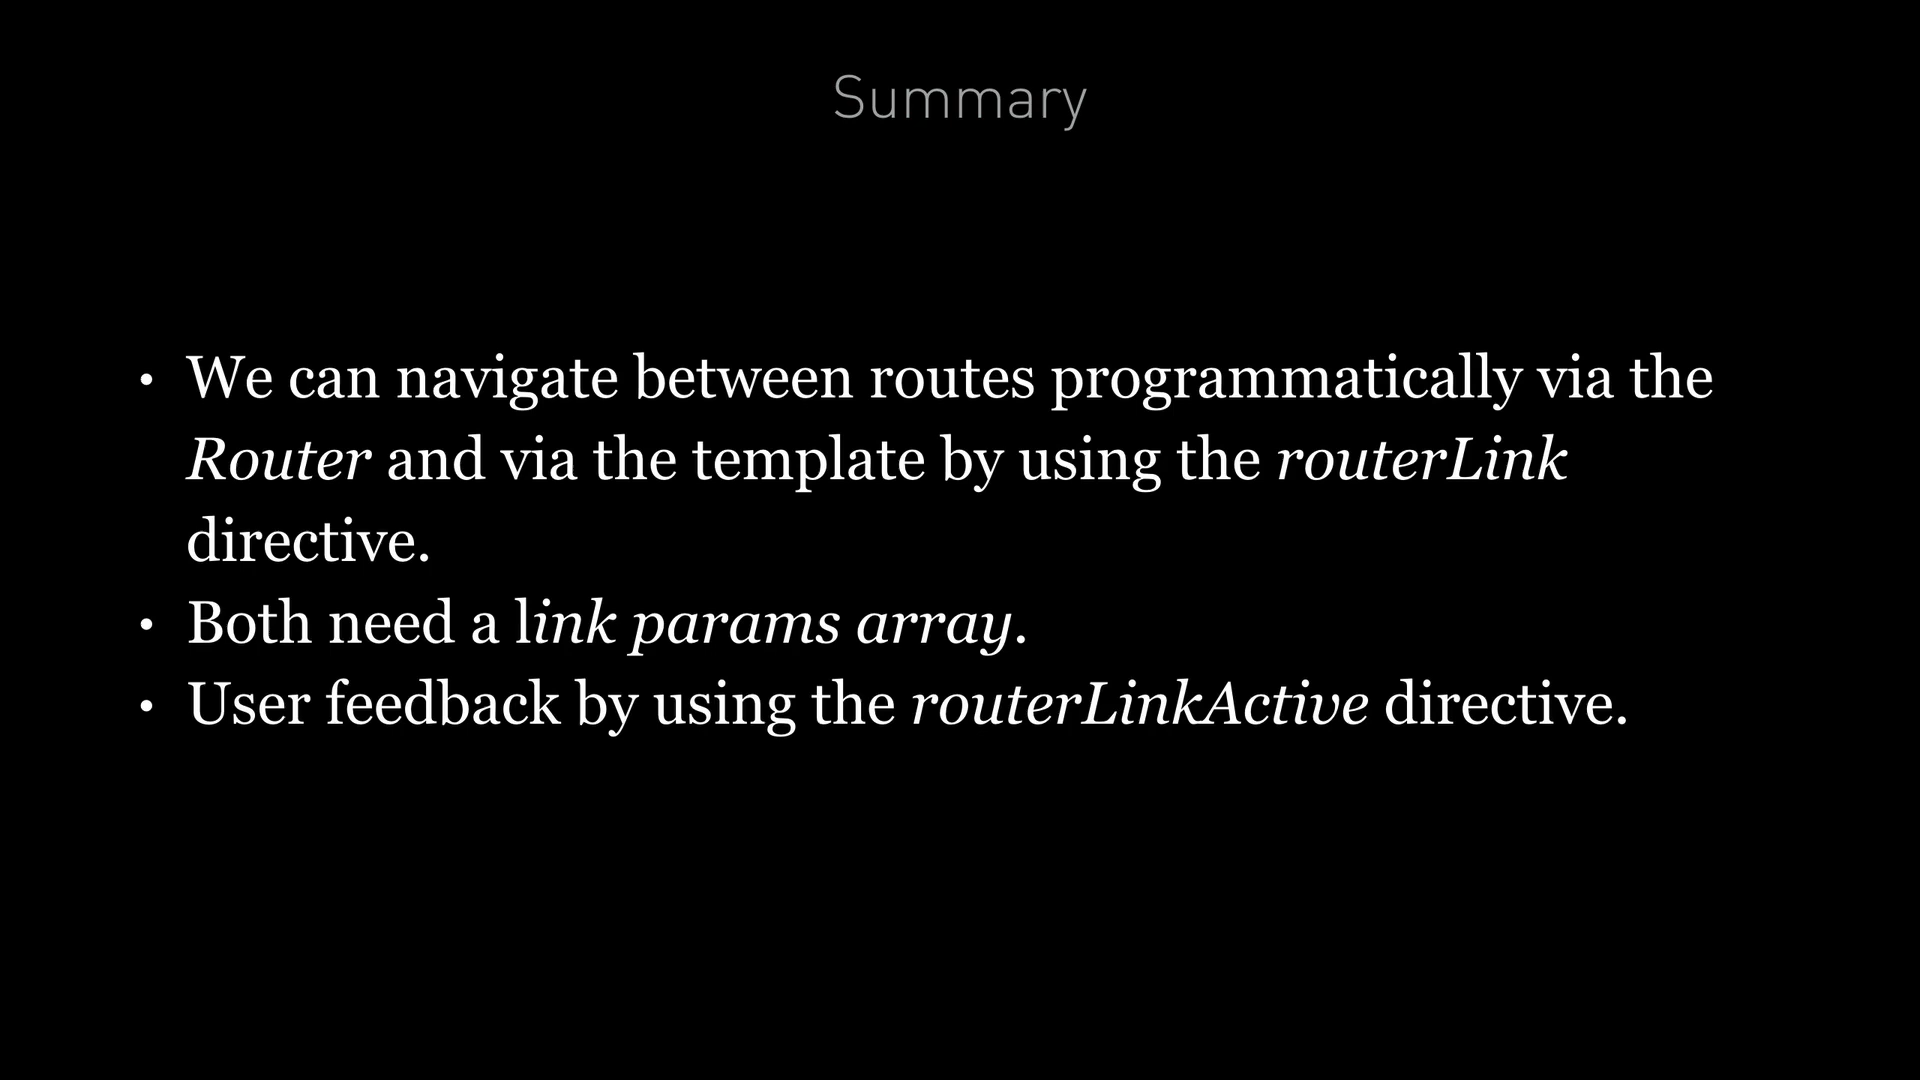 Summary
• We can navigate between routes programmatically via the
Router and via the template by using the routerLink
directive.
• Both need a link params array.
• User feedback by using the routerLinkActive directive.